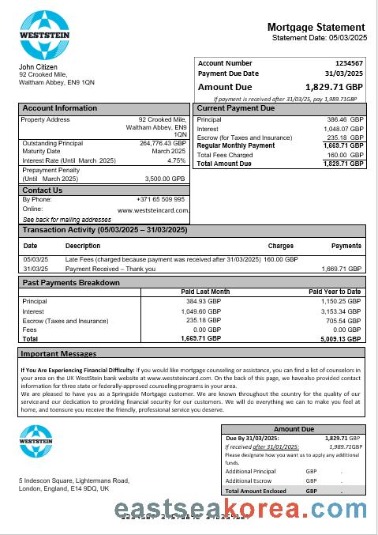 WESTSTEIN
Mortgage Statement
Statement Date: 05/03/2025
John Citizen
92 Crooked Mile,
Waltham Abbey, EN9 1QN
Account Number 1234567
Payment Due Date 31/03/2025
Amount Due 1,829.71 GBP
If payment is received after 31/03/25, pay 1,989.71GBP
Account Information
Property Address 92 Crooked Mile,
Waltham Abbey, EN9
1QN
Outstanding Principal 264,776.43 GBP
Maturity Date March 2025
Interest Rate (Until March 2025) 4.75%
Prepayment Penalty
(Until March 2025) 3,500.00 GPB
Contact Us
By Phone: +371 65 509 995
Online: www.weststeincard.com
See back for mailing addresses
Current Payment Due
Principal 386.46 GBP
Interest 1,048.07 GBP
Escrow (for Taxes and Insurance) 235.18 GBP
Regular Monthly Payment 1,669.71 GBP
Total Fees Charged 160.00 GBP
Total Amount Due 1,829.71 GBP
Transaction Activity (05/03/2025 – 31/03/2025)
Date Description Charges Payments
05/03/25 Late Fees (charged because payment was received after 31/03/2025) 160.00 GBP
31/03/25 Payment Received – Thank you 1,669.71 GBP
Past Payments Breakdown
Paid Last Month Paid Year to Date
Principal 384.93 GBP 1,150.25 GBP
Interest 1,049.60 GBP 3,153.34 GBP
Escrow (Taxes and Insurance) 235.18 GBP 705.54 GBP
Fees 0.00 GBP 0.00 GBP
Total 1,663.71 GBP 5,009.13 GBP
Important Messages
If You Are Experiencing Financial Difficulty: If you would like mortgage counseling or assistance, you can find a list of counselors in
your area on the UK WestStein bank website at www.weststeincard.com. On the back of this page, we have also provided contact
information for three state or federally-approved counseling programs in your area.
We are pleased to have you as a Springside Mortgage customer. We are known throughout the country for the quality of our
service and our dedication to providing financial security for our customers. We will do everything we can to make you feel at
home, and to ensure you receive the friendly, professional service you deserve.
WESTSTEIN
5 Indescon Square, Lightermans Road,
London, England, E14 9DQ, UK
Amount Due
Due By 31/03/2025: 1,829.71 GBP
If received after 31/03/2025: 1,989.71GBP
Please designate how you want us to apply any additional
funds.
Additional Principal GBP .
Additional Escrow GBP .
Total Amount Enclosed GBP .
eastseakorea.com